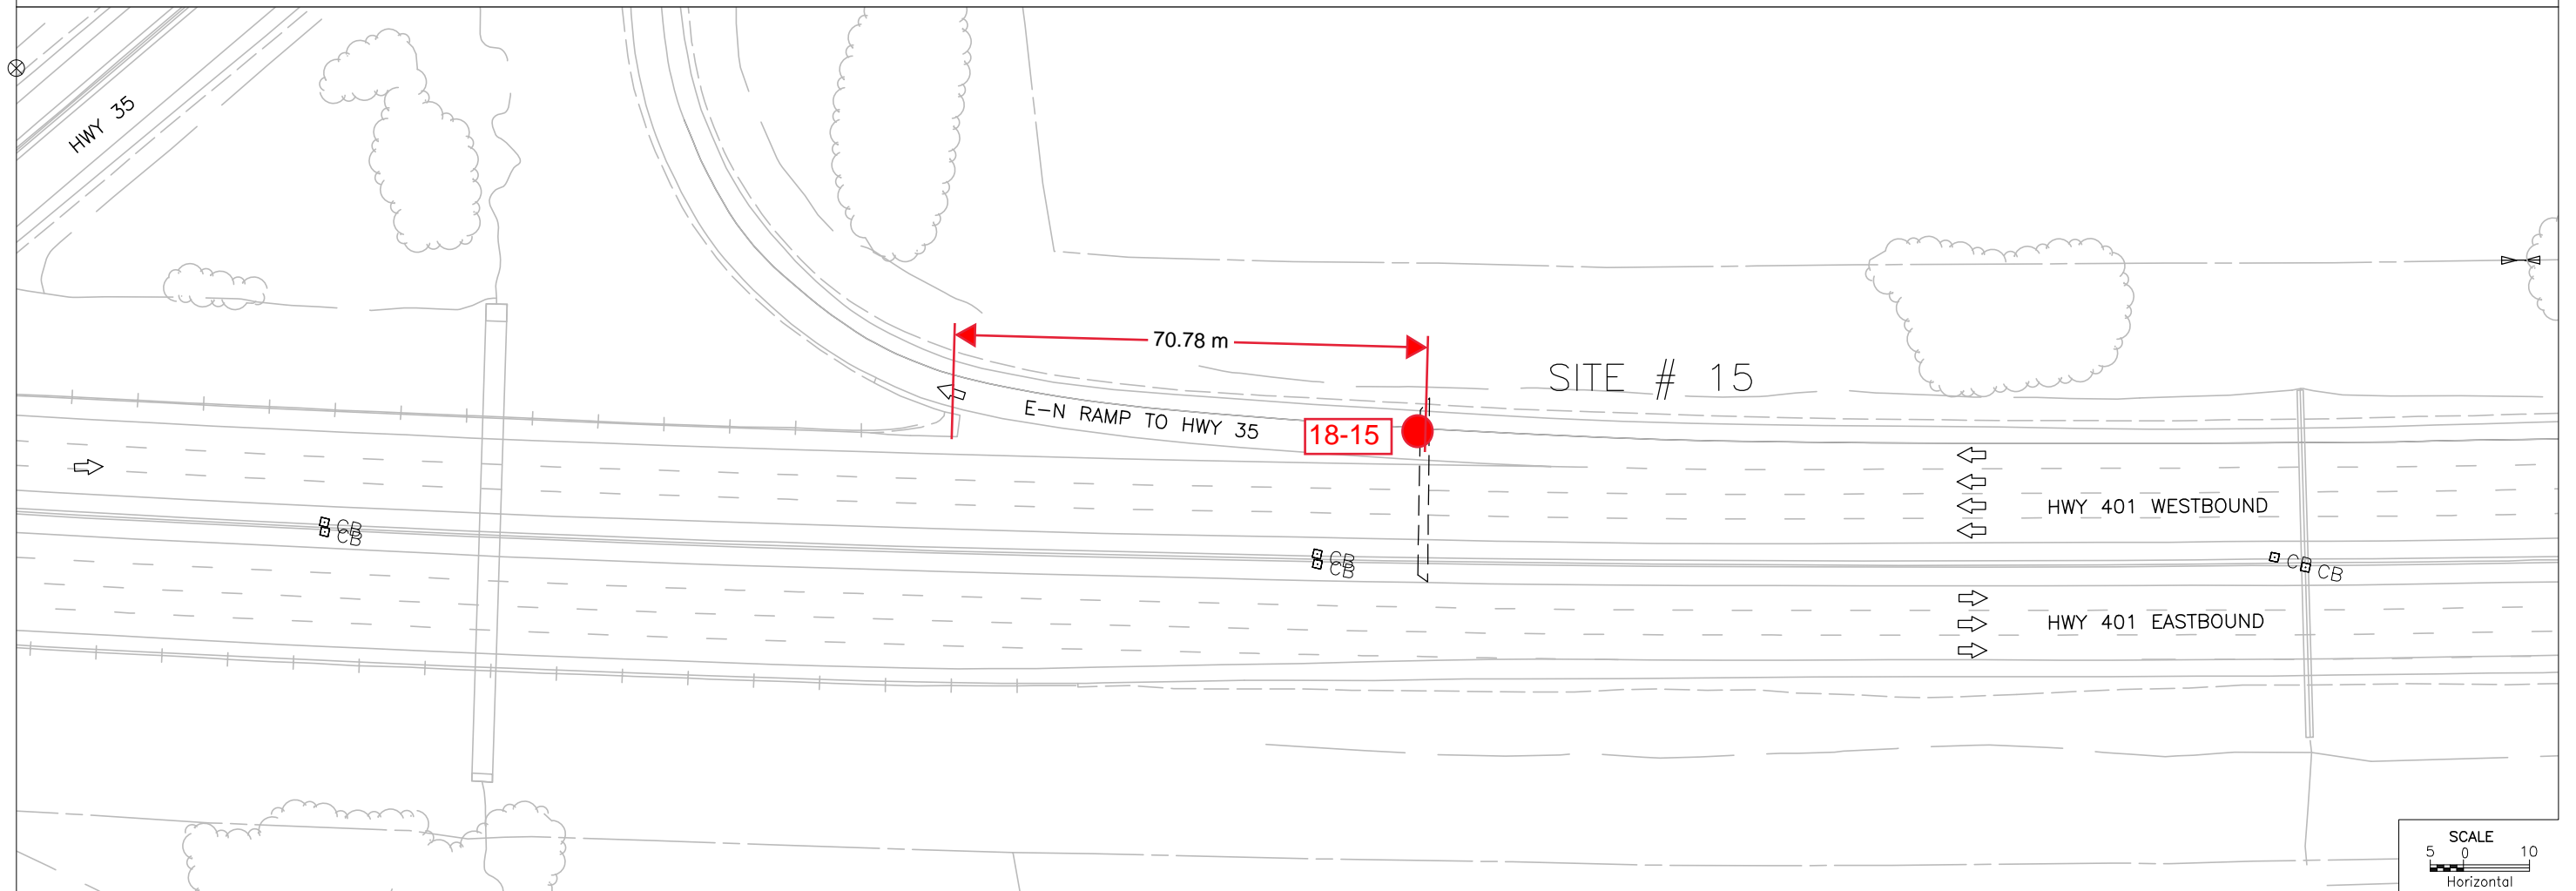 HWY 35
70.78 m
SITE # 15
E-N RAMP TO HWY 35
18-15
HWY 401 WESTBOUND
CB
CB
CB
CB
CB
CB
HWY 401 EASTBOUND
SCALE
5 0 10
Horizontal